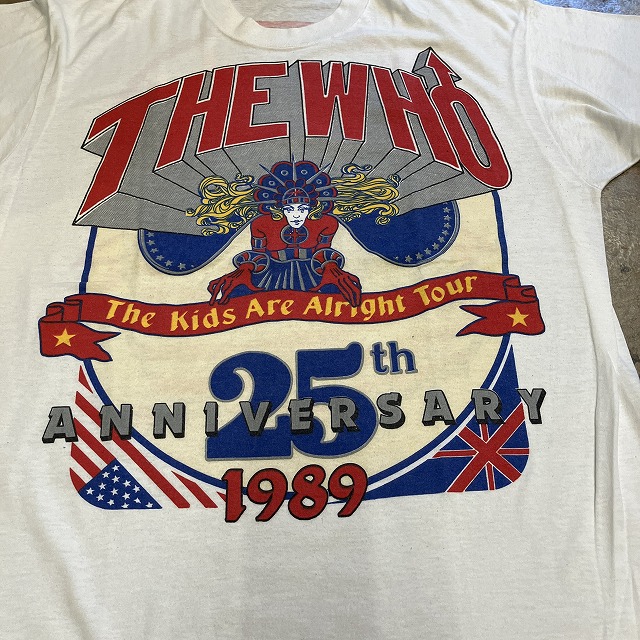 THE WHO
The Kids Are Alright Tour
25th
ANNIVERSARY
1989